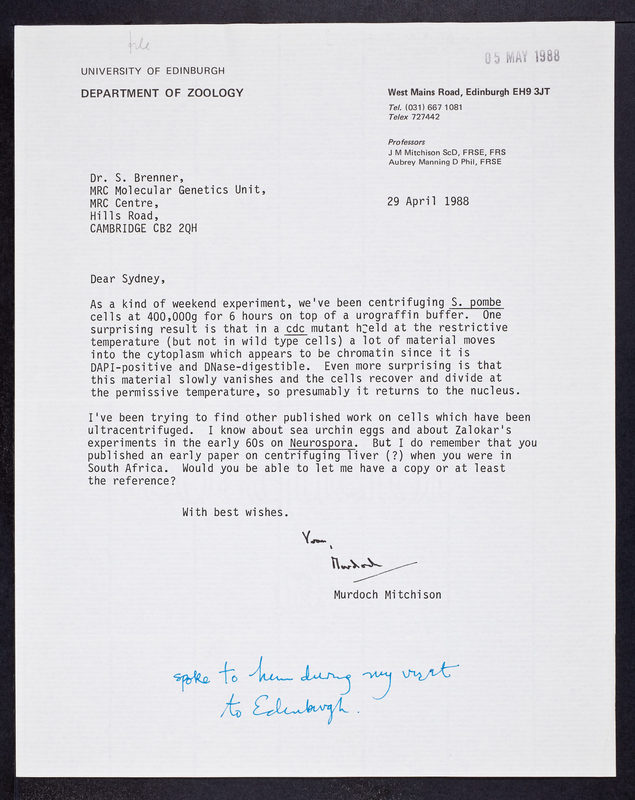 file
05 MAY 1988
UNIVERSITY OF EDINBURGH
DEPARTMENT OF ZOOLOGY
West Mains Road, Edinburgh EH9 3JT
Tel. (031) 667 1081
Telex 727442
Professors
J M Mitchison ScD, FRSE, FRS
Aubrey Manning D Phil, FRSE
Dr. S. Brenner,
MRC Molecular Genetics Unit,
MRC Centre,
Hills Road,
CAMBRIDGE CB2 2QH
29 April 1988
Dear Sydney,
As a kind of weekend experiment, we've been centrifuging S. pombe
cells at 400,000g for 6 hours on top of a urograffin buffer. One
surprising result is that in a cdc mutant held at the restrictive
temperature (but not in wild type cells) a lot of material moves
into the cytoplasm which appears to be chromatin since it is
DAPI-positive and DNase-digestible. Even more surprising is that
this material slowly vanishes and the cells recover and divide at
the permissive temperature, so presumably it returns to the nucleus.
I've been trying to find other published work on cells which have been
ultracentrifuged. I know about sea urchin eggs and about Zalokar's
experiments in the early 60s on Neurospora. But I do remember that you
published an early paper on centrifuging liver (?) when you were in
South Africa. Would you be able to let me have a copy or at least
the reference?
With best wishes.
Yours,
Murdoch
Murdoch Mitchison
spoke to him during my visit
to Edinburgh.